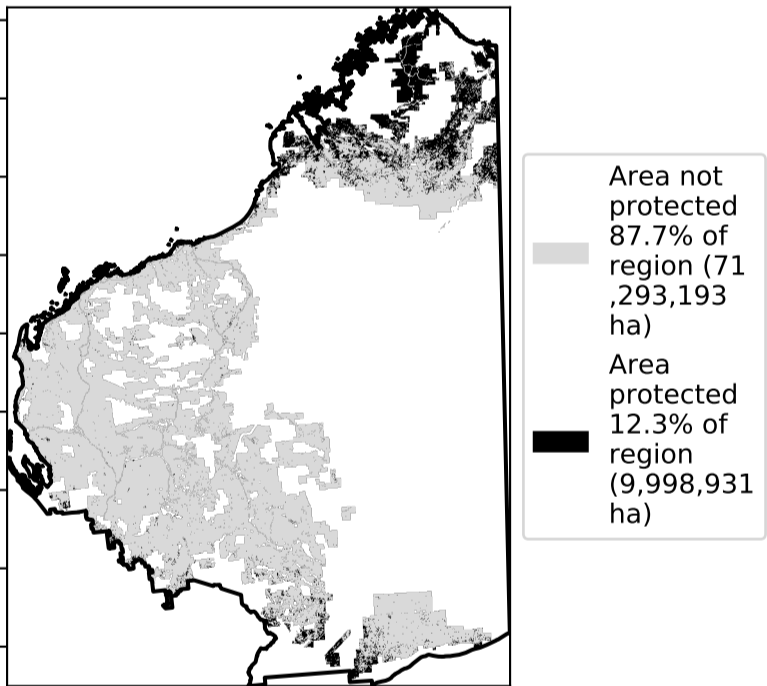 Area not
protected
87.7% of
region (71
,293,193
ha)
Area
protected
12.3% of
region
(9,998,931
ha)